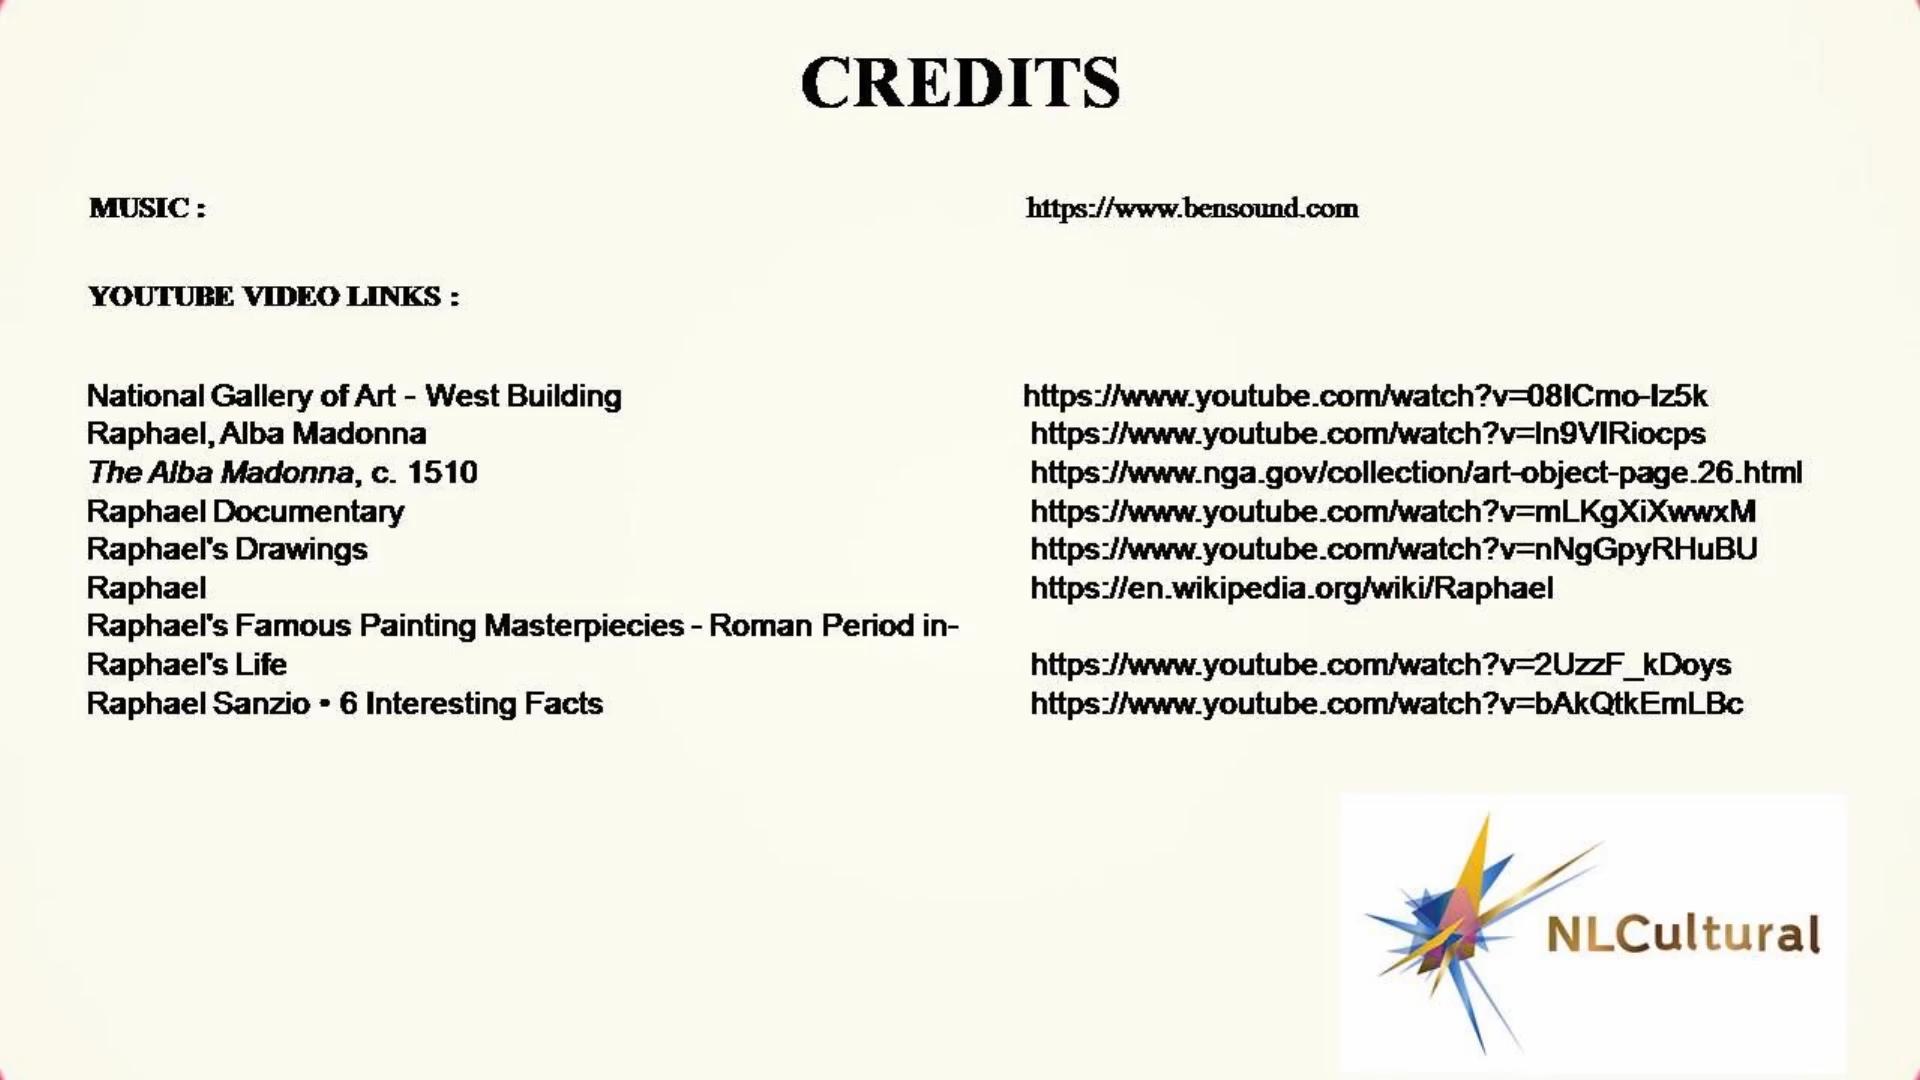 CREDITS
MUSIC : https://www.bensound.com
YOUTUBE VIDEO LINKS :
National Gallery of Art - West Building https://www.youtube.com/watch?v=08ICmo-Iz5k
Raphael, Alba Madonna https://www.youtube.com/watch?v=In9VIRiocps
The Alba Madonna, c. 1510 https://www.nga.gov/collection/art-object-page.26.html
Raphael Documentary https://www.youtube.com/watch?v=mLKgXiXwwxM
Raphael's Drawings https://www.youtube.com/watch?v=nNgGpyRHuBU
Raphael https://en.wikipedia.org/wiki/Raphael
Raphael's Famous Painting Masterpiecies - Roman Period in-
Raphael's Life https://www.youtube.com/watch?v=2UzzF_kDoys
Raphael Sanzio • 6 Interesting Facts https://www.youtube.com/watch?v=bAkQtkEmLBc
NLCultural